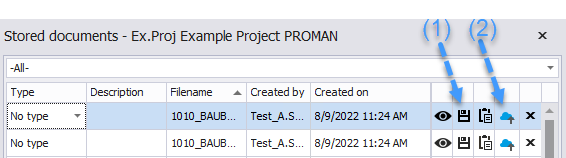 (1) (2)
Stored documents - Ex.Proj Example Project PROMAN
-All-
Type Description Filename Created by Created on
No type 1010_BAUB... Test_A.S... 8/9/2022 11:24 AM
No type 1010_BAUB... Test_A.S... 8/9/2022 11:24 AM